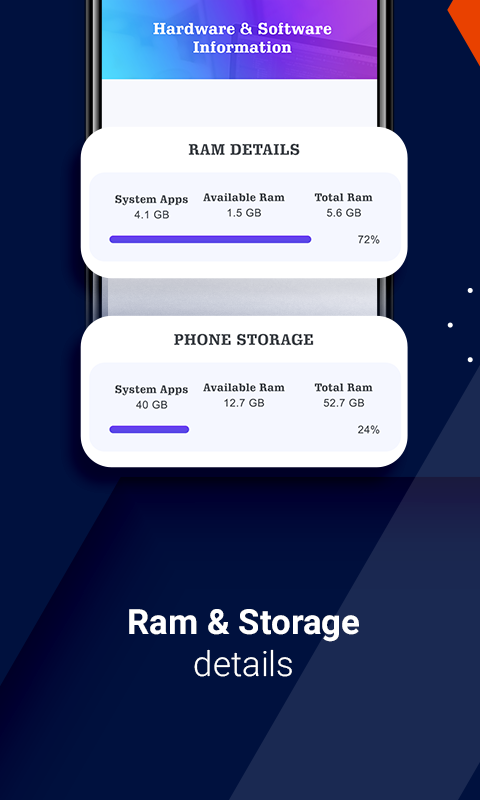 Hardware & Software
Information
RAM DETAILS
System Apps Available Ram Total Ram
4.1 GB 1.5 GB 5.6 GB
72%
PHONE STORAGE
System Apps Available Ram Total Ram
40 GB 12.7 GB 52.7 GB
24%
Ram & Storage
details